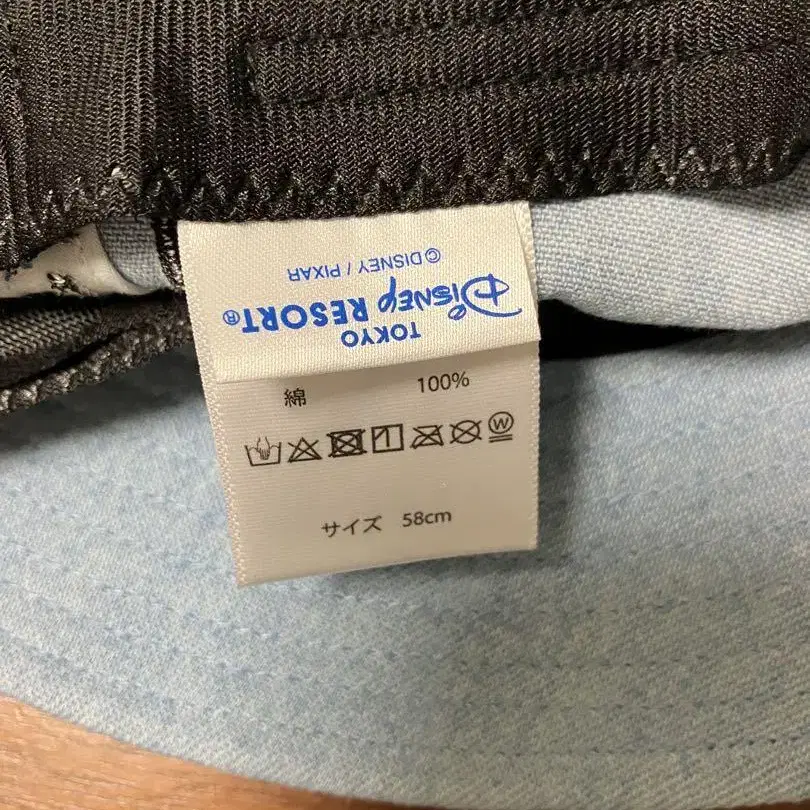 TOKYO
Disney RESORT®
© DISNEY / PIXAR
綿 100%
W
サイズ 58cm